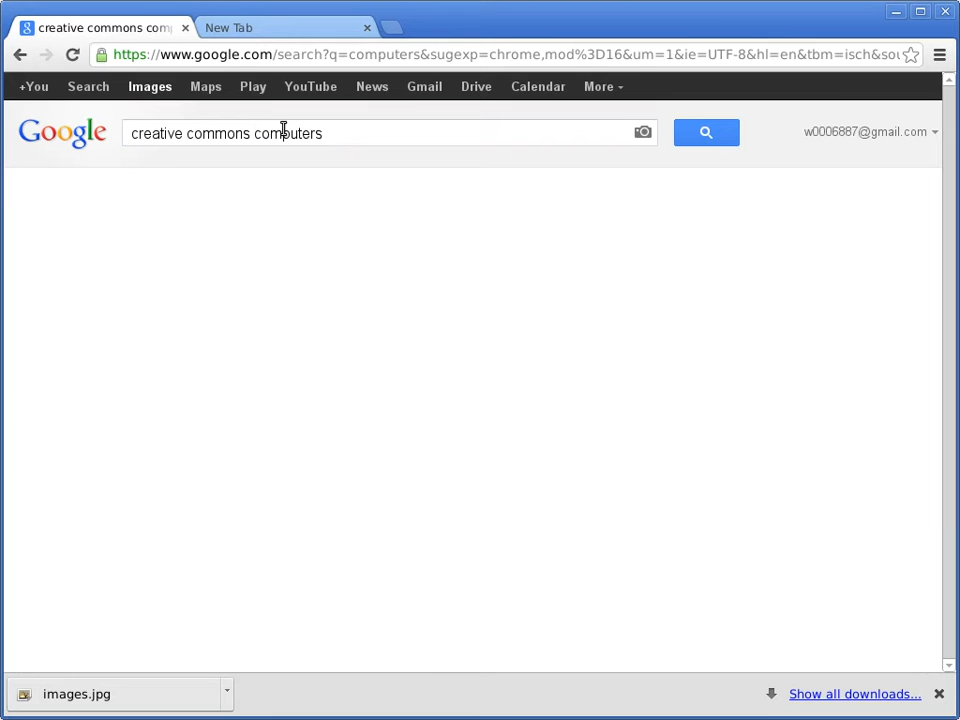 creative commons com
New Tab
https://www.google.com/search?q=computers&sugexp=chrome,mod%3D16&um=1&ie=UTF-8&hl=en&tbm=isch&sou
+You Search Images Maps Play YouTube News Gmail Drive Calendar More
Google creative commons computers w0006887@gmail.com
images.jpg Show all downloads...